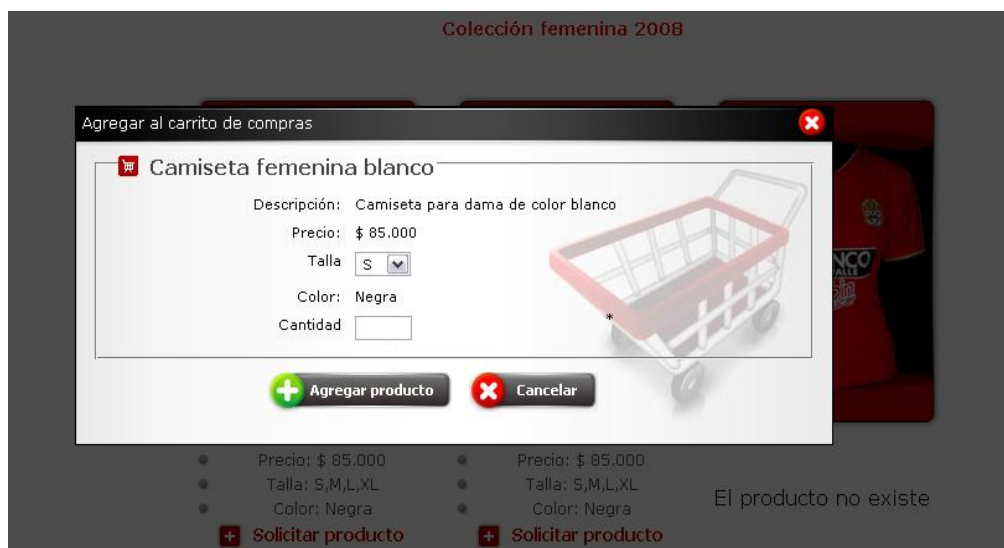 Colección femenina 2008
Agregar al carrito de compras
Camiseta femenina blanco
Descripción: Camiseta para dama de color blanco
Precio: $ 85.000
Talla S
Color: Negra
Cantidad *
Agregar producto Cancelar
Precio: $ 85.000 Precio: $ 85.000
Talla: S,M,L,XL Talla: S,M,L,XL
Color: Negra Color: Negra
El producto no existe
Solicitar producto Solicitar producto